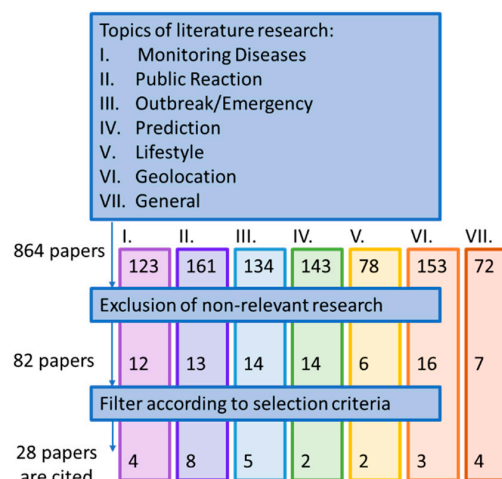 Topics of literature research:
I. Monitoring Diseases
II. Public Reaction
III. Outbreak/Emergency
IV. Prediction
V. Lifestyle
VI. Geolocation
VII. General
I. II. III. IV. V. VI. VII.
864 papers 123 161 134 143 78 153 72
Exclusion of non-relevant research
82 papers 12 13 14 14 6 16 7
Filter according to selection criteria
28 papers
are cited 4 8 5 2 2 3 4